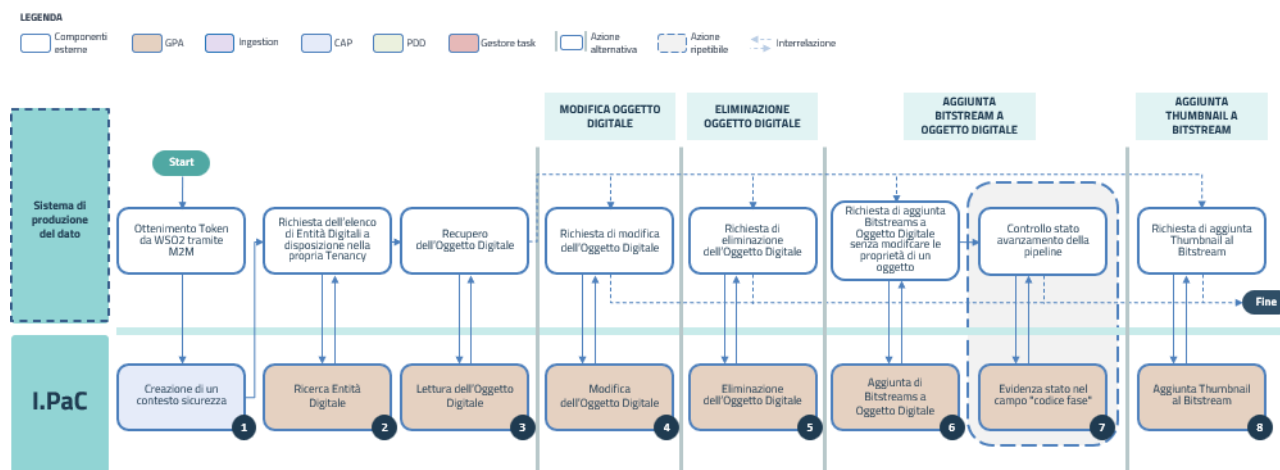 LEGENDA
Componenti
esterne
GPA
Ingestion
CAP
PDD
Gestore task
Azione
alternativa
Azione
ripetibile
Interrelazione
MODIFICA OGGETTO
DIGITALE
ELIMINAZIONE
OGGETTO DIGITALE
AGGIUNTA
BITSTREAM A
OGGETTO DIGITALE
AGGIUNTA
THUMBNAIL A
BITSTREAM
Start
Sistema di
produzione
del dato
Ottenimento Token
da WSO2 tramite
M2M
Richiesta dell'elenco
di Entità Digitali a
disposizione nella
propria Tenancy
Recupero
dell'Oggetto Digitale
Richiesta di modifica
dell'Oggetto Digitale
Richiesta di
eliminazione
dell'Oggetto Digitale
Richiesta di aggiunta
Bitstreams a
Oggetto Digitale
senza modifcare le
proprietà di un
oggetto
Controllo stato
avanzamento della
pipeline
Richiesta di aggiunta
Thumbnail al
Bitstream
Fine
I.PaC
Creazione di un
contesto sicurezza
1
Ricerca Entità
Digitale
2
Lettura dell'Oggetto
Digitale
3
Modifica
dell'Oggetto Digitale
4
Eliminazione
dell'Oggetto Digitale
5
Aggiunta di
Bitstreams a
Oggetto Digitale
6
Evidenza stato nel
campo "codice fase"
7
Aggiunta Thumbnail
al Bitstream
8